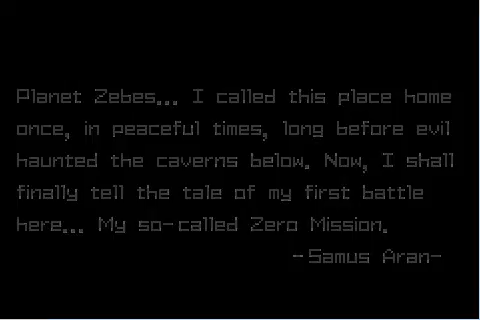 Planet Zebes... I called this place home
once, in peaceful times, long before evil
haunted the caverns below. Now, I shall
finally tell the tale of my first battle
here... My so-called Zero Mission.
-Samus Aran-